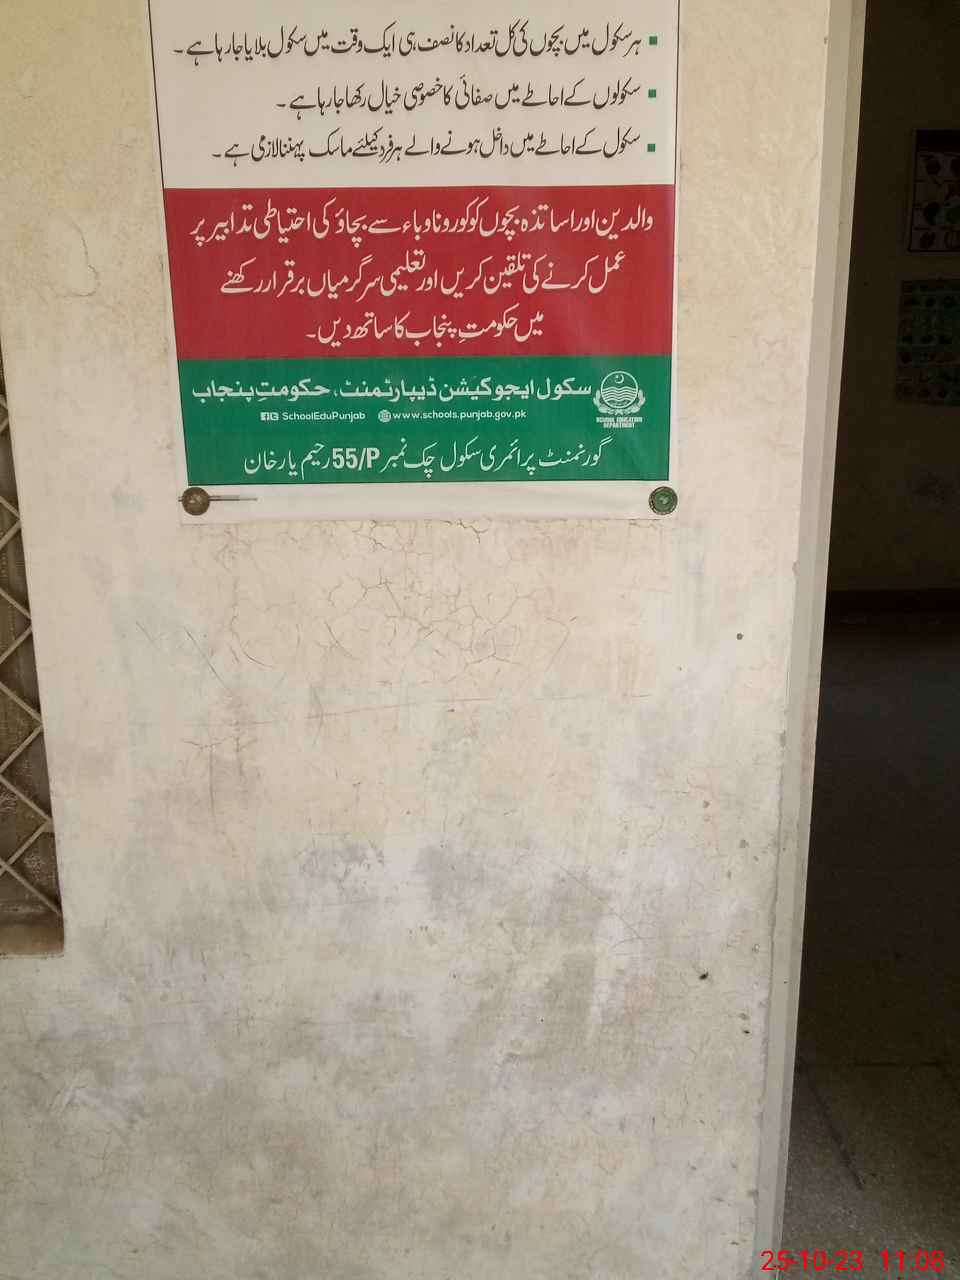 ہر سکول میں بچوں کی کل تعداد کا نصف ہی ایک وقت میں سکول بلایا جا رہا ہے۔
سکولوں کے احاطے میں صفائی کا خصوصی خیال رکھا جا رہا ہے۔
سکول کے احاطے میں داخل ہونے والے ہر فرد کیلئے ماسک پہننا لازمی ہے۔
والدین اور اساتذہ بچوں کو کورونا وباء سے بچاؤ کی احتیاطی تدابیر پر
عمل کرنے کی تلقین کریں اور تعلیمی سرگرمیاں برقرار رکھنے
میں حکومتِ پنجاب کا ساتھ دیں۔
سکول ایجوکیشن ڈیپارٹمنٹ، حکومتِ پنجاب
SCHOOL EDUCATION
DEPARTMENT
SchoolEduPunjab www.schools.punjab.gov.pk
گورنمنٹ پرائمری سکول چک نمبر 55/P رحیم یار خان
25-10-23 11:08